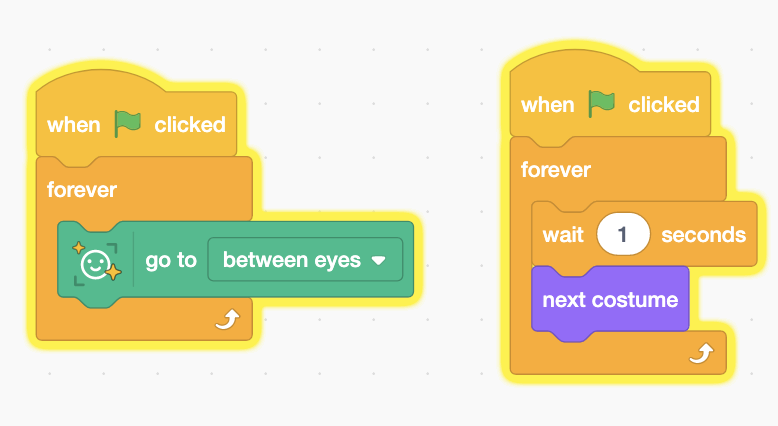 when clicked
forever
go to between eyes
when clicked
forever
wait 1 seconds
next costume